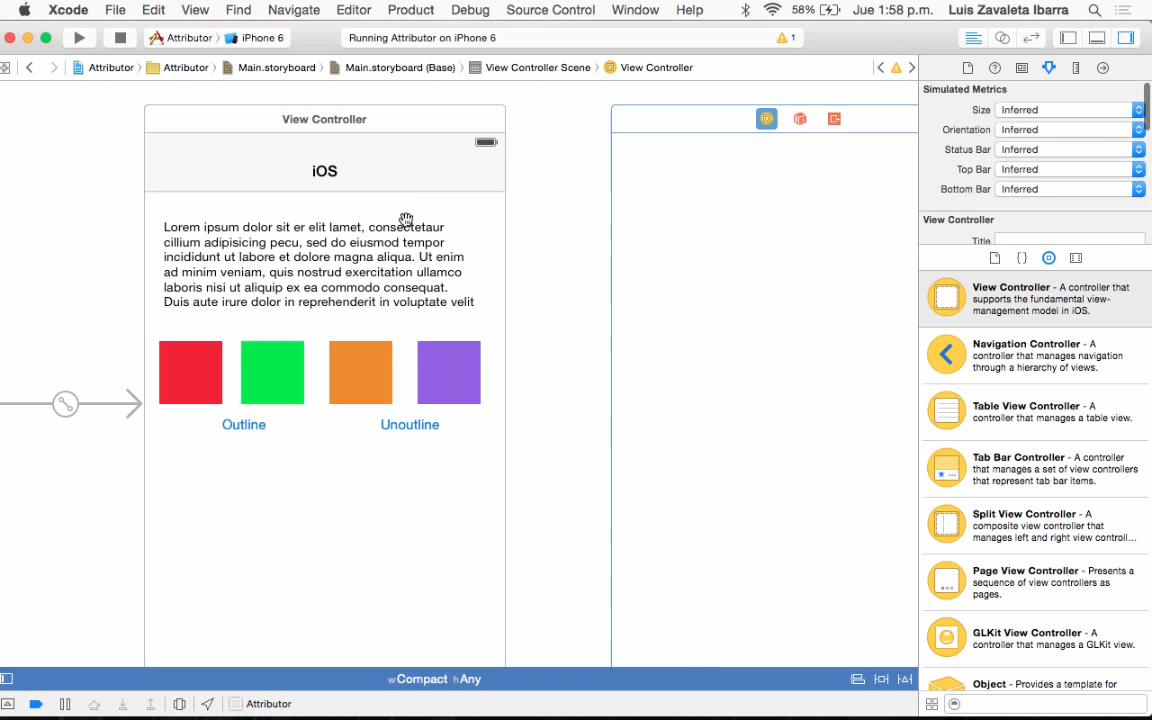 Xcode File Edit View Find Navigate Editor Product Debug Source Control Window Help 58% Jue 1:58 p.m. Luis Zavaleta Ibarra
Attributor iPhone 6 Running Attributor on iPhone 6 1
Attributor Attributor Main.storyboard Main.storyboard (Base) View Controller Scene View Controller
View Controller
iOS
Lorem ipsum dolor sit er elit lamet, consectetaur
cillium adipisicing pecu, sed do eiusmod tempor
incididunt ut labore et dolore magna aliqua. Ut enim
ad minim veniam, quis nostrud exercitation ullamco
laboris nisi ut aliquip ex ea commodo consequat.
Duis aute irure dolor in reprehenderit in voluptate velit
Outline Unoutline
Simulated Metrics
Size Inferred
Orientation Inferred
Status Bar Inferred
Top Bar Inferred
Bottom Bar Inferred
View Controller
Title
{ }
View Controller - A controller that
supports the fundamental view-
management model in iOS.
Navigation Controller - A
controller that manages navigation
through a hierarchy of views.
Table View Controller - A
controller that manages a table view.
Tab Bar Controller - A controller
that manages a set of view controllers
that represent tab bar items.
Split View Controller - A
composite view controller that
manages left and right view controll...
Page View Controller - Presents a
sequence of view controllers as
pages.
GLKit View Controller - A
controller that manages a GLKit view.
Object - Provides a template for
wCompact hAny
Attributor